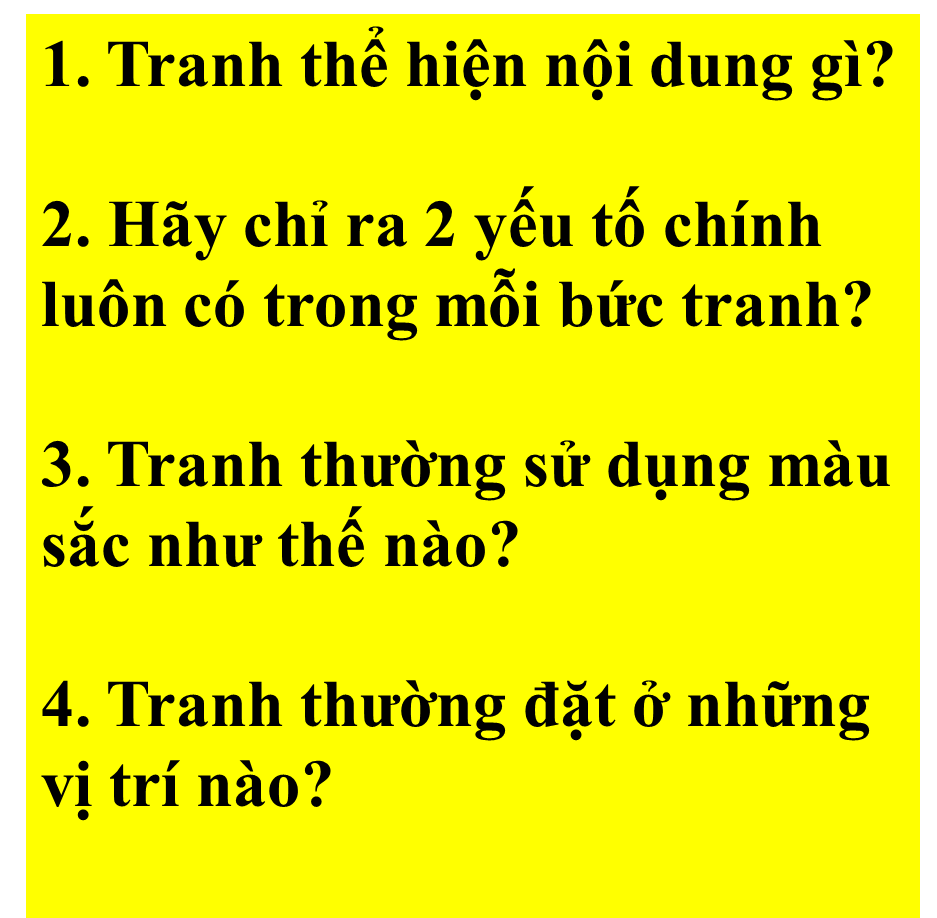 1. Tranh thể hiện nội dung gì?
2. Hãy chỉ ra 2 yếu tố chính
luôn có trong mỗi bức tranh?
3. Tranh thường sử dụng màu
sắc như thế nào?
4. Tranh thường đặt ở những
vị trí nào?